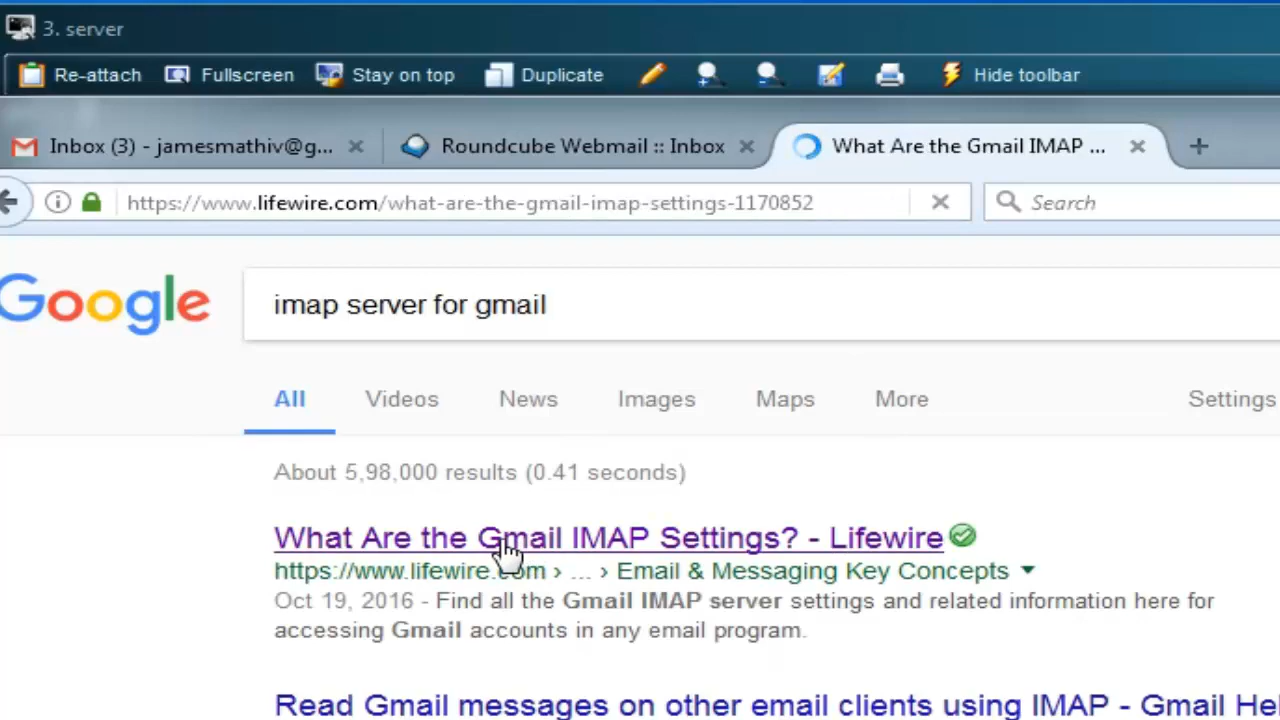 3. server
Re-attach Fullscreen Stay on top Duplicate Hide toolbar
Inbox (3) - jamesmathiv@g... Roundcube Webmail :: Inbox What Are the Gmail IMAP ...
https://www.lifewire.com/what-are-the-gmail-imap-settings-1170852 Search
Google imap server for gmail
All Videos News Images Maps More Settings
About 5,98,000 results (0.41 seconds)
What Are the Gmail IMAP Settings? - Lifewire
https://www.lifewire.com › ... › Email & Messaging Key Concepts
Oct 19, 2016 - Find all the Gmail IMAP server settings and related information here for
accessing Gmail accounts in any email program.
Read Gmail messages on other email clients using IMAP - Gmail He